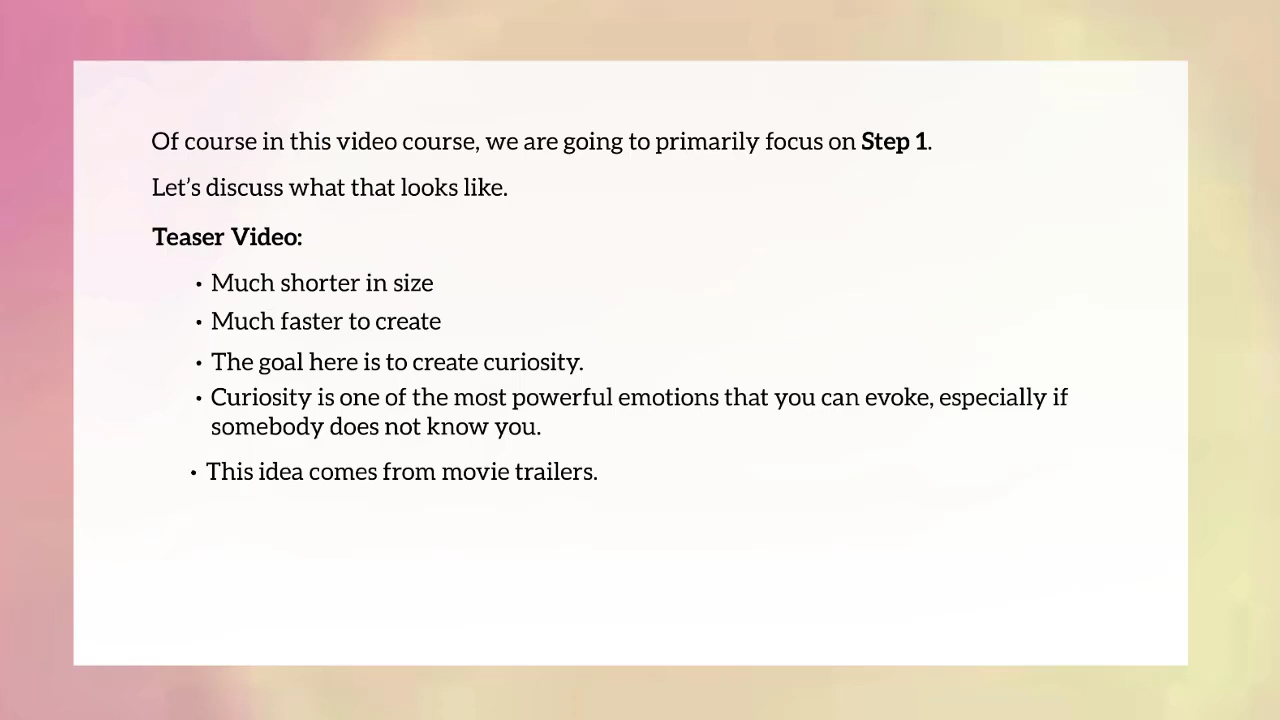 Of course in this video course, we are going to primarily focus on Step 1.
Let’s discuss what that looks like.
Teaser Video:
• Much shorter in size
• Much faster to create
• The goal here is to create curiosity.
• Curiosity is one of the most powerful emotions that you can evoke, especially if
somebody does not know you.
• This idea comes from movie trailers.